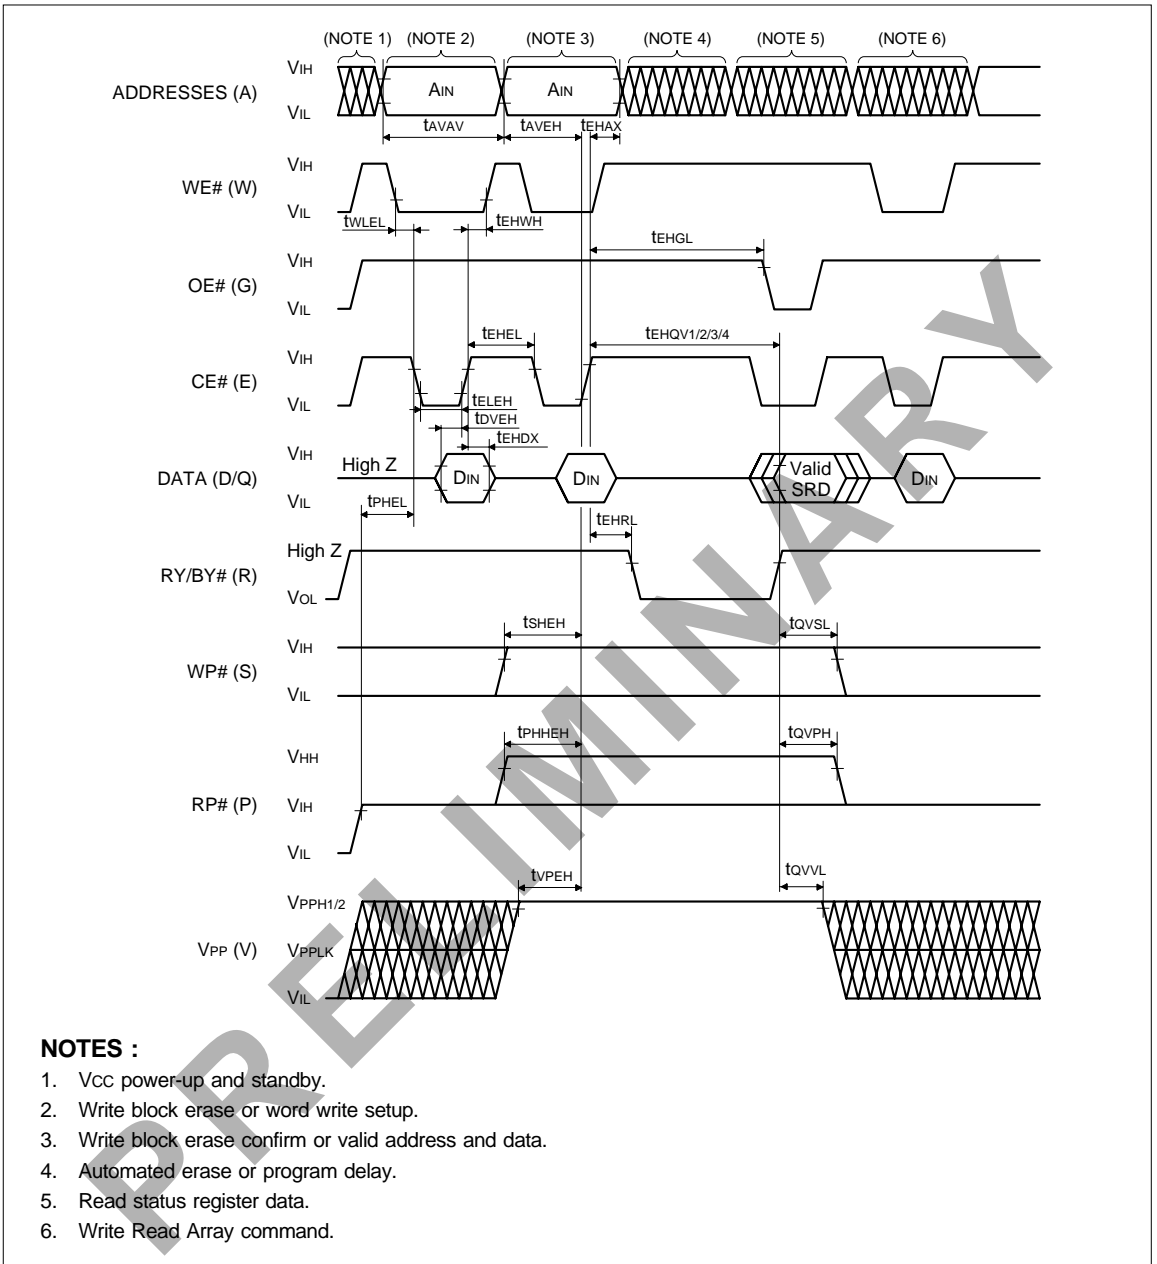 (NOTE 1) (NOTE 2) (NOTE 3) (NOTE 4) (NOTE 5) (NOTE 6)
VIH
ADDRESSES (A) AIN AIN
VIL
tAVAV tAVEH tEHAX
VIH
WE# (W)
VIL
tWLEL tEHWH
tEHGL
VIH
OE# (G)
VIL
tEHEL tEHQV1/2/3/4
VIH
CE# (E)
VIL
tELEH
tDVEH
tEHDX
VIH
DATA (D/Q) High Z DIN DIN Valid SRD DIN
VIL
tPHEL
tEHRL
High Z
RY/BY# (R)
VOL
tSHEH tQVSL
VIH
WP# (S)
VIL
tPHHEH tQVPH
VHH
RP# (P) VIH
VIL
tVPEH tQVVL
VPPH1/2
VPP (V) VPPLK
VIL
PRELIMINARY
NOTES :
1. VCC power-up and standby.
2. Write block erase or word write setup.
3. Write block erase confirm or valid address and data.
4. Automated erase or program delay.
5. Read status register data.
6. Write Read Array command.